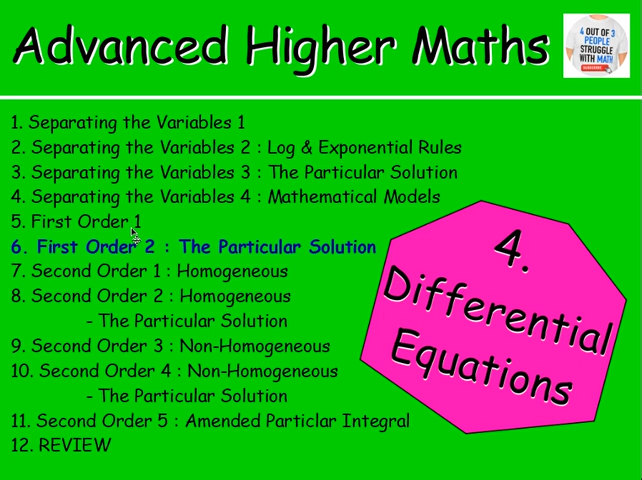 Advanced Higher Maths
4 OUT OF 3
PEOPLE
STRUGGLE
WITH MATH
1. Separating the Variables 1
2. Separating the Variables 2 : Log & Exponential Rules
3. Separating the Variables 3 : The Particular Solution
4. Separating the Variables 4 : Mathematical Models
5. First Order 1
6. First Order 2 : The Particular Solution
7. Second Order 1 : Homogeneous
8. Second Order 2 : Homogeneous
- The Particular Solution
9. Second Order 3 : Non-Homogeneous
10. Second Order 4 : Non-Homogeneous
- The Particular Solution
11. Second Order 5 : Amended Particlar Integral
12. REVIEW
4.
Differential
Equations